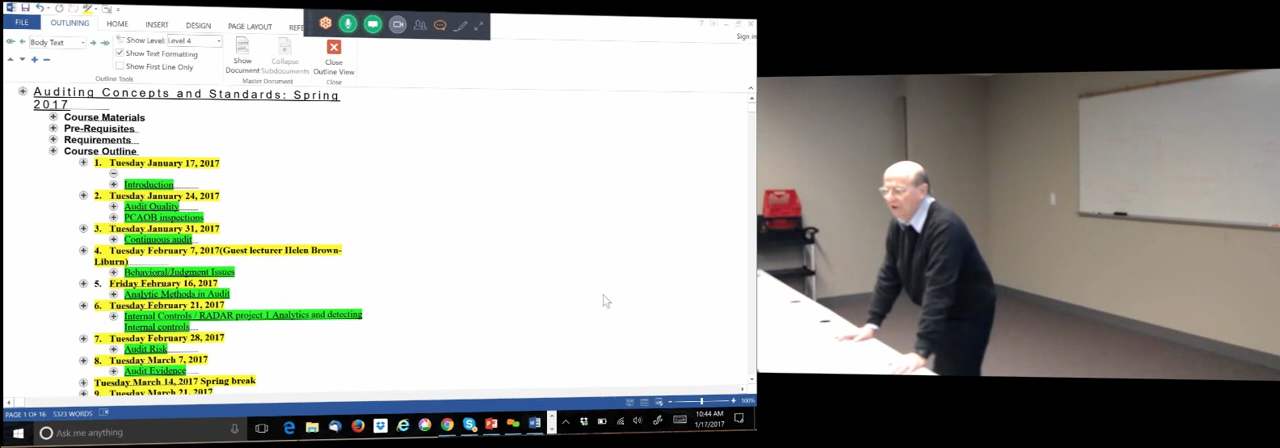 FILE OUTLINING HOME INSERT DESIGN PAGE LAYOUT REFE
Sign in
Body Text
Show Level: Level 4
Show Text Formatting
Show First Line Only
Outline Tools
Show Document
Collapse Subdocuments
Master Document
Close Outline View
Close
Auditing Concepts and Standards: Spring
2017
Course Materials
Pre-Requisites
Requirements
Course Outline
1. Tuesday January 17, 2017
Introduction
2. Tuesday January 24, 2017
Audit Quality
PCAOB inspections
3. Tuesday January 31, 2017
Continuous audit
4. Tuesday February 7, 2017(Guest lecturer Helen Brown-
Liburn)
Behavioral/Judgment Issues
5. Friday February 16, 2017
Analytic Methods in Audit
6. Tuesday February 21, 2017
Internal Controls / RADAR project 1 Analytics and detecting
Internal controls
7. Tuesday February 28, 2017
Audit Risk
8. Tuesday March 7, 2017
Audit Evidence
Tuesday March 14, 2017 Spring break
9. Tuesday March 21, 2017
PAGE 1 OF 16 5323 WORDS
100%
Ask me anything
10:44 AM
1/17/2017